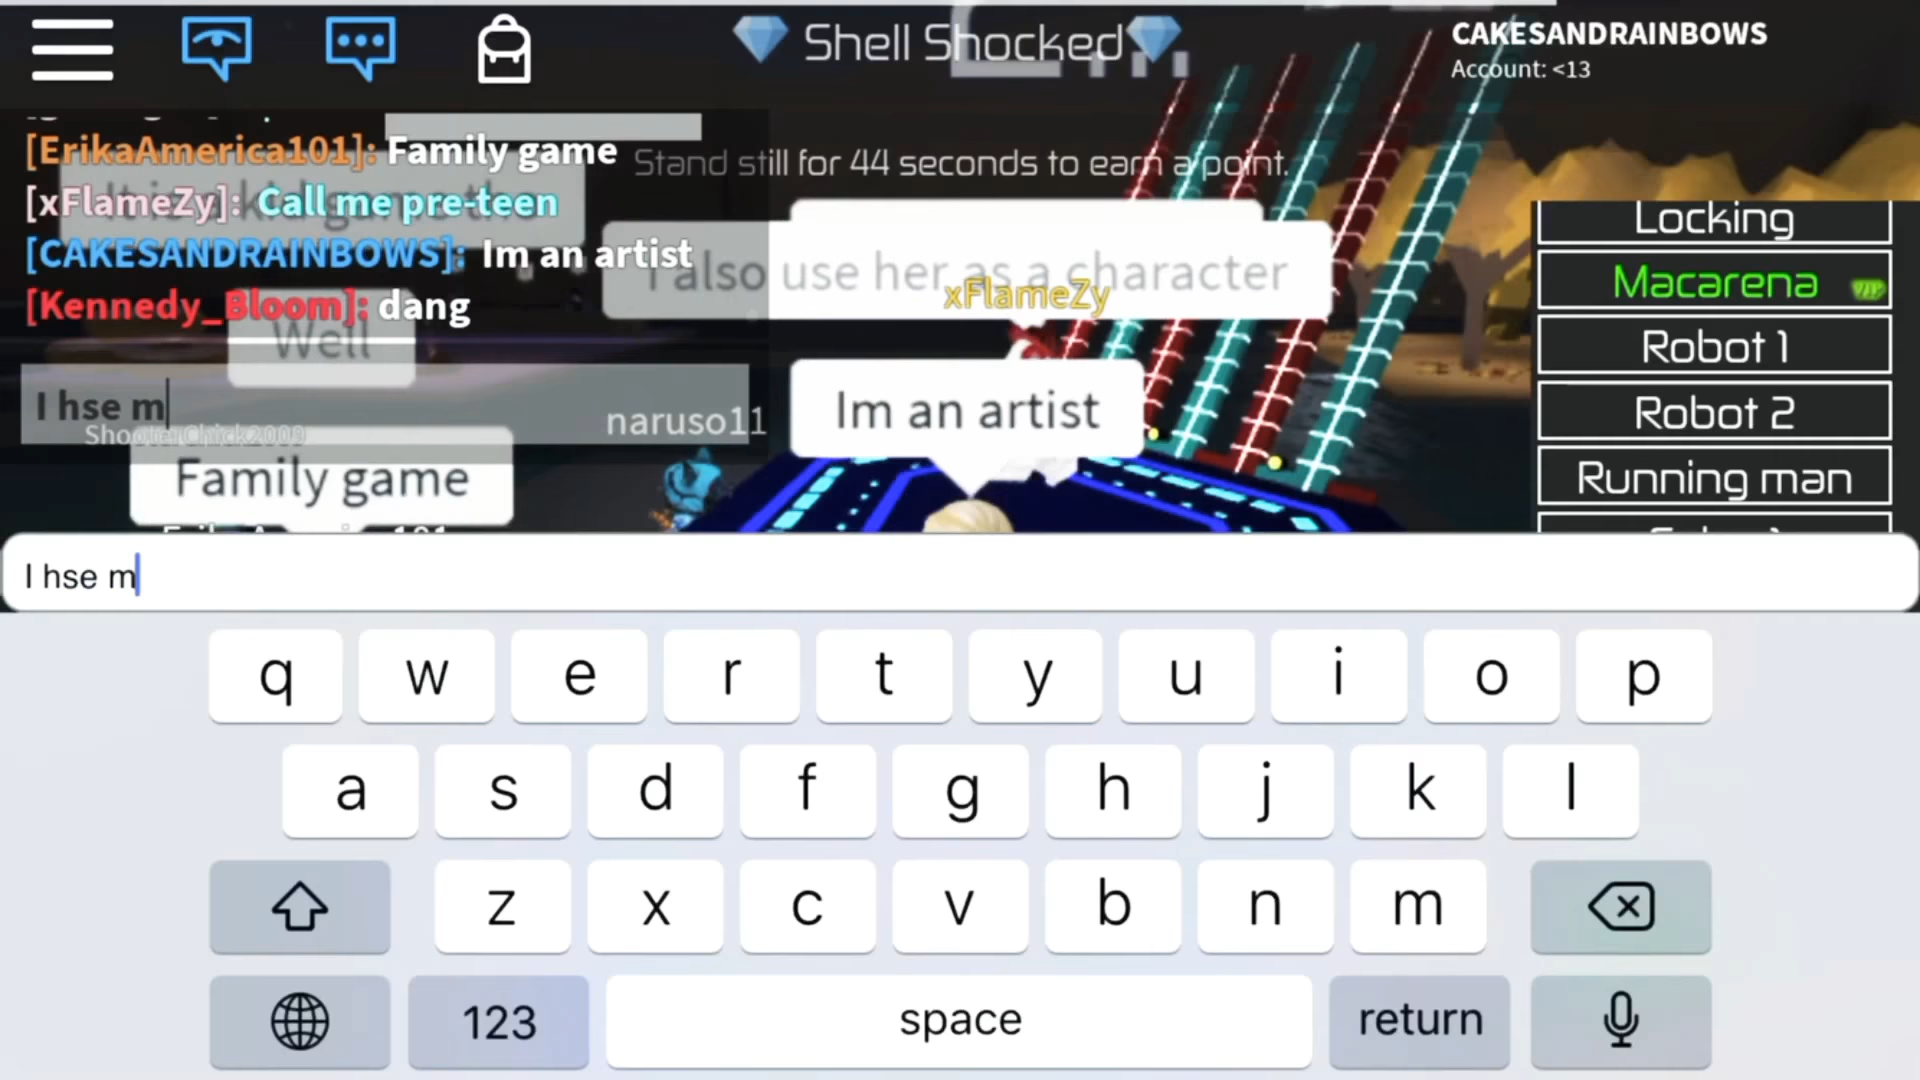 Shell Shocked
CAKESANDRAINBOWS
Account: <13
[ErikaAmerica101]: Family game
Stand still for 44 seconds to earn a point.
[xFlameZy]: Call me pre-teen
[CAKESANDRAINBOWS]: Im an artist
[Kennedy_Bloom]: dang
I also use her as a character
xFlameZy
Well
I hse m
ShooterChick2009
naruso11
Im an artist
Family game
Locking
Macarena VIP
Robot 1
Robot 2
Running man
I hse m
q w e r t y u i o p
a s d f g h j k l
z x c v b n m
123 space return